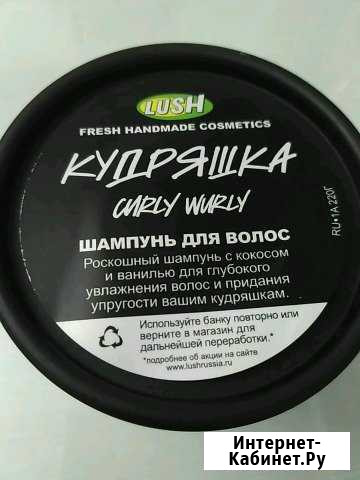 LUSH
FRESH HANDMADE COSMETICS
КУДРЯШКА
CURLY WURLY
ШАМПУНЬ ДЛЯ ВОЛОС
Роскошный шампунь с кокосом
и ванилью для глубокого
увлажнения волос и придания
упругости вашим кудряшкам.
RU•1A 220Г
Используйте банку повторно или
верните в магазин для
дальнейшей переработки.*
*подробнее об акции на сайте
www.lushrussia.ru
Интернет-
Кабинет.Ру